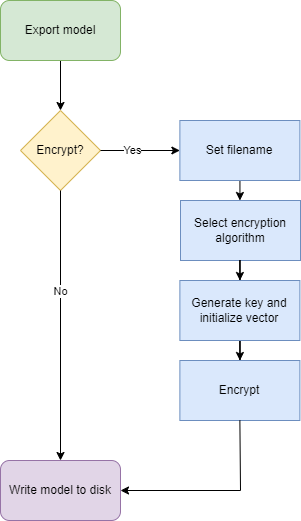 Export model
Encrypt?
Yes
Set filename
Select encryption
algorithm
No
Generate key and
initialize vector
Encrypt
Write model to disk